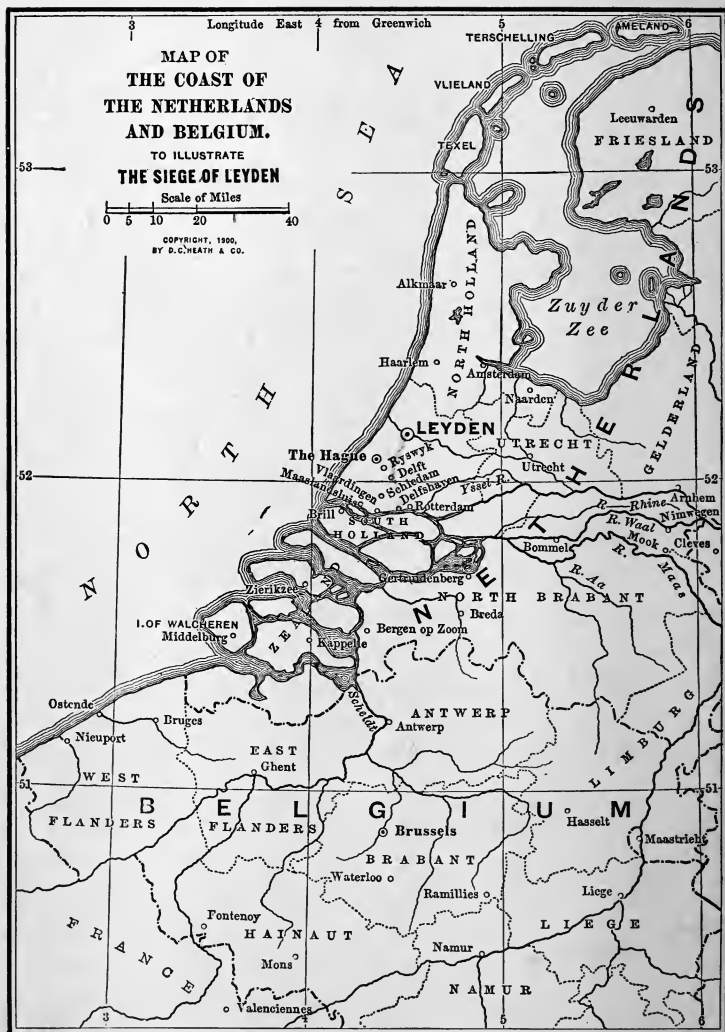 Longitude East from Greenwich
3 4 5 6
MAP OF
THE COAST OF
THE NETHERLANDS
AND BELGIUM.
TO ILLUSTRATE
THE SIEGE OF LEYDEN
Scale of Miles
0 5 10 20 40
COPYRIGHT, 1900,
BY D.C. HEATH & CO.
NORTH SEA
TERSCHELLING
AMELAND
VLIELAND
TEXEL
Leeuwarden
FRIESLAND
53
53
NETHERLANDS
Alkmaar
NORTH HOLLAND
Zuyder
Zee
Haarlem
Amsterdam
Naarden
GELDERLAND
LEYDEN
UTRECHT
Utrecht
The Hague
Ryswyk
Delft
Vlaardingen
Schiedam
Maaslandsluis
Delfshaven
Rotterdam
Yssel R.
52
52
Arnhem
R. Rhine
Nimwegen
R. Waal
Brill
SOUTH
HOLLAND
Bommel
Mook
Cleves
R. Maas
R. Aa
Gertruidenberg
Zierikzee
ZEA
NORTH BRABANT
Breda
I. OF WALCHEREN
Middelburg
Kappelle
Bergen op Zoom
Scheldt
Ostende
Bruges
Nieuport
ANTWERP
Antwerp
LIMBURG
EAST
Ghent
WEST
51
51
BELGIUM
FLANDERS
FLANDERS
Brussels
Hasselt
Maastricht
BRABANT
Waterloo
Ramillies
Liege
LIEGE
Fontenoy
HAINAUT
Mons
Namur
NAMUR
FRANCE
Valenciennes
3 4 5 6